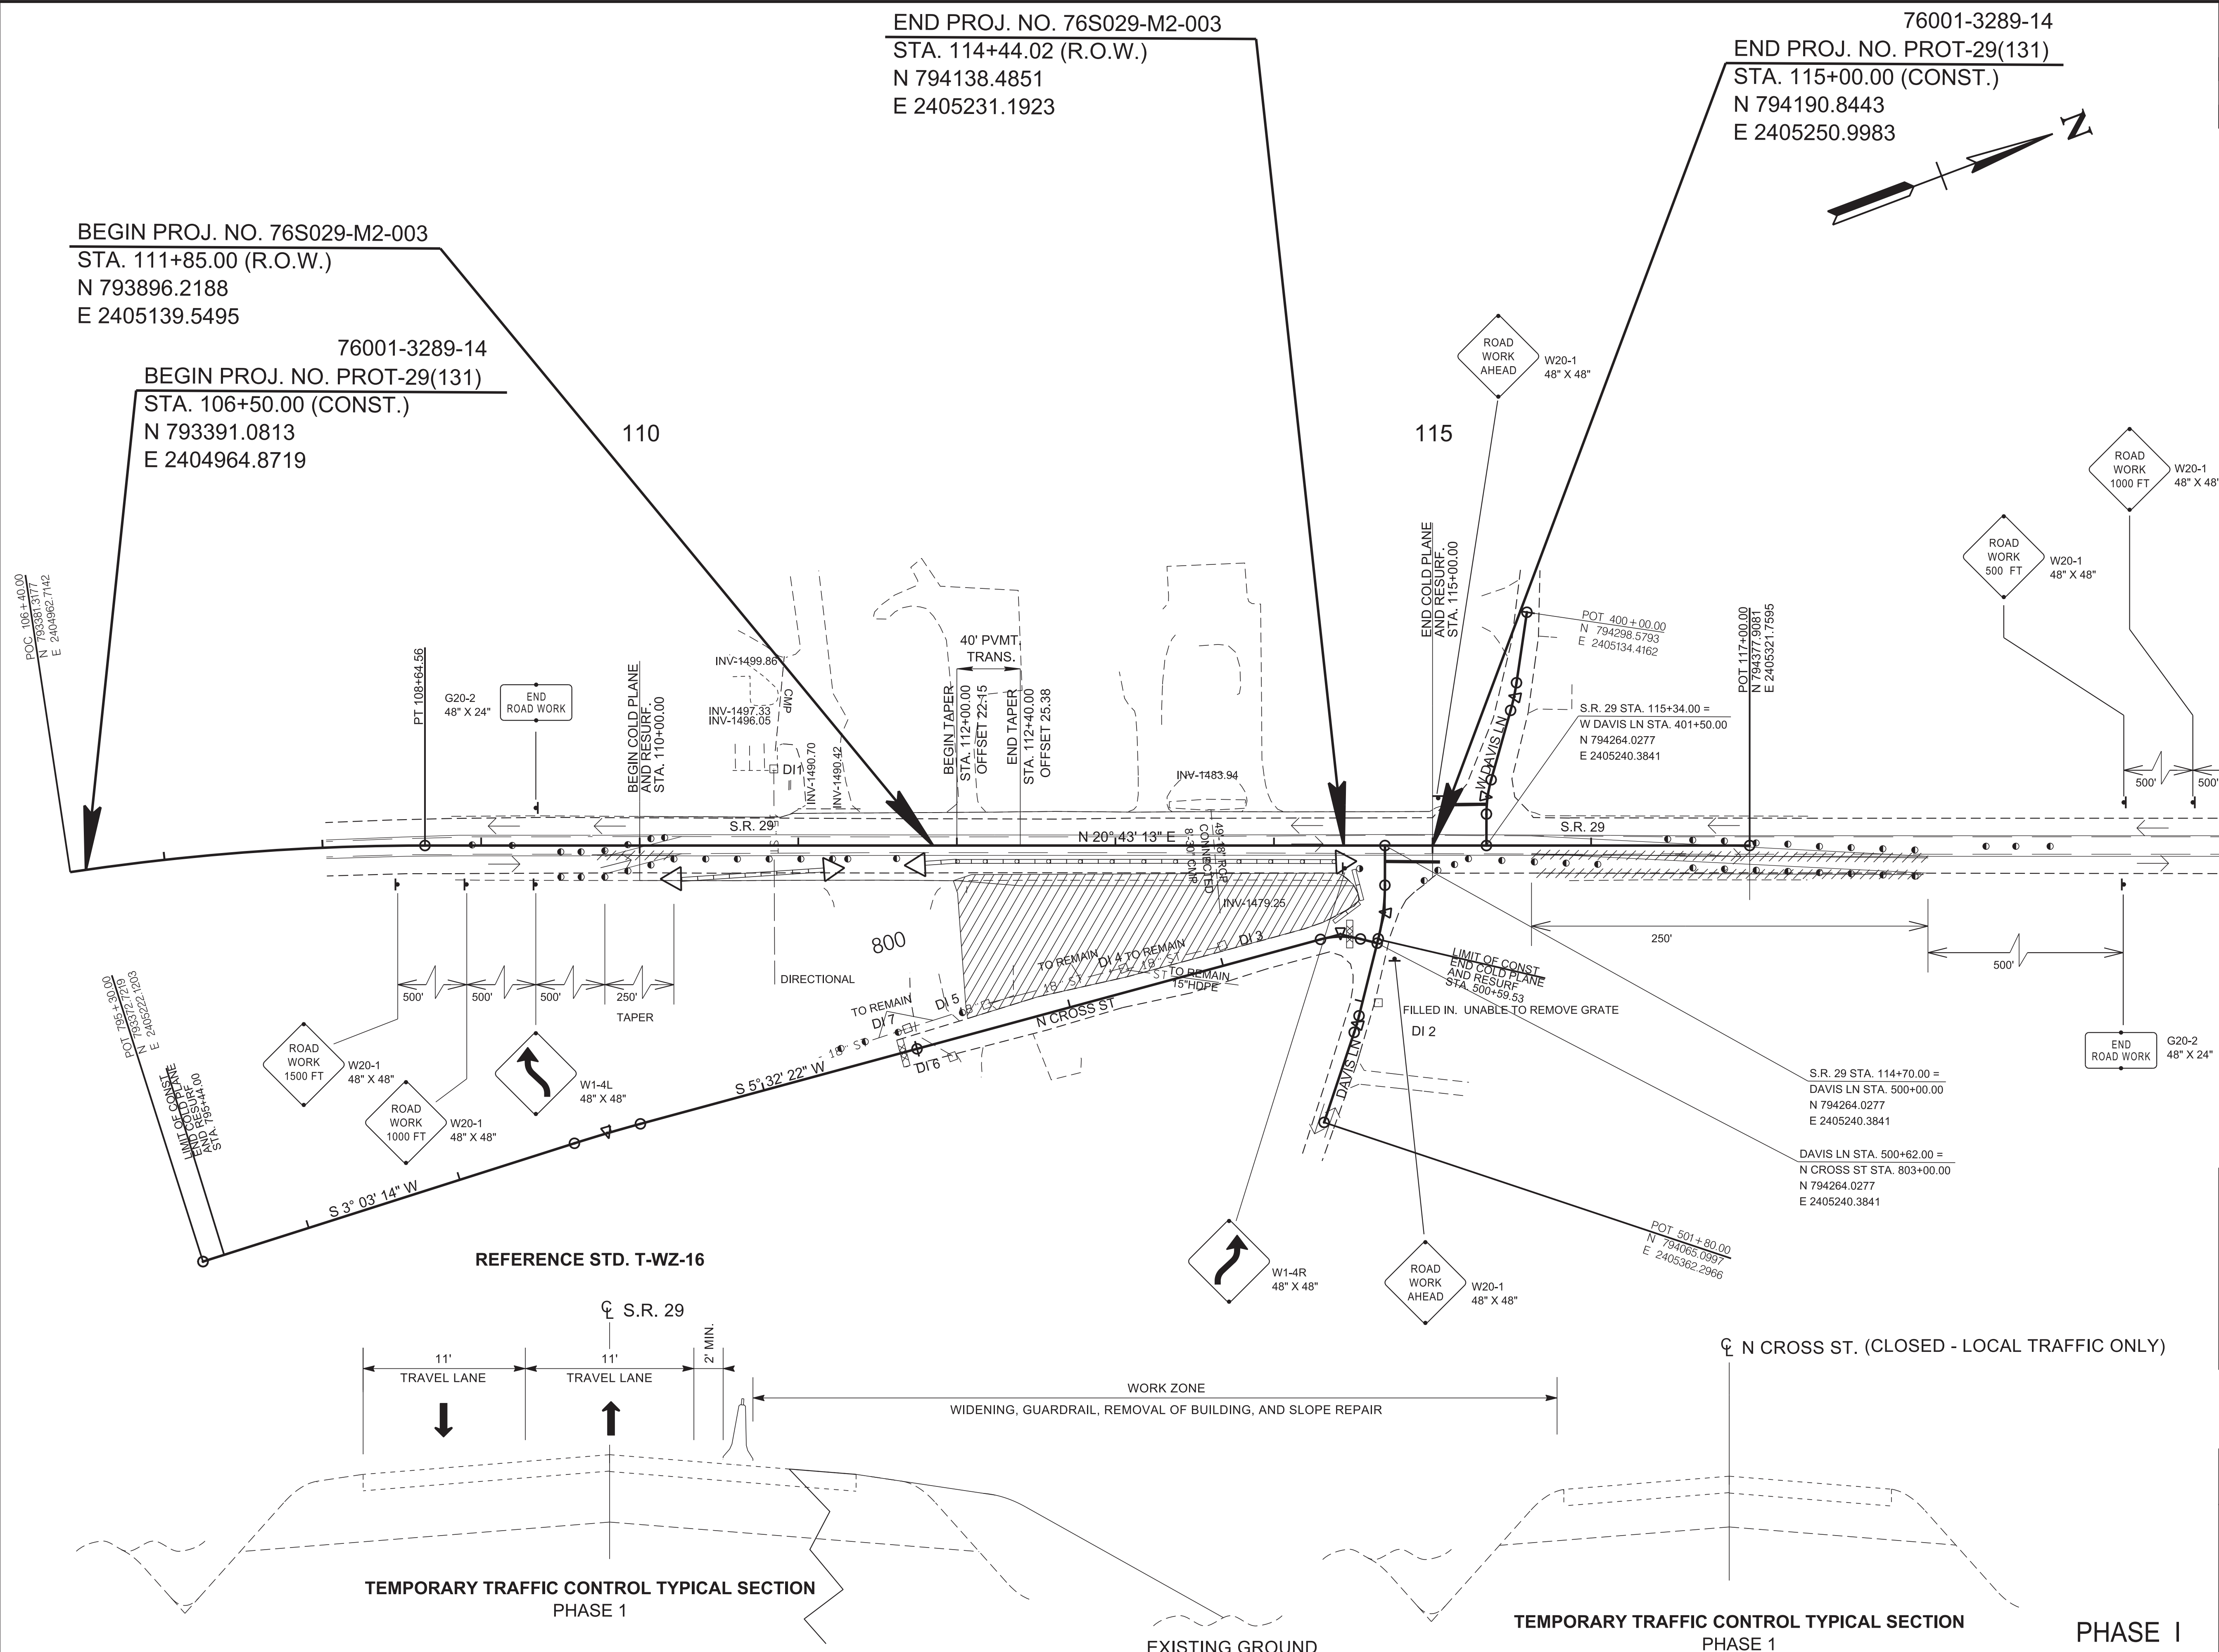 END PROJ. NO. 76S029-M2-003
STA. 114+44.02 (R.O.W.)
N 794138.4851
E 2405231.1923
76001-3289-14
END PROJ. NO. PROT-29(131)
STA. 115+00.00 (CONST.)
N 794190.8443
E 2405250.9983
N
BEGIN PROJ. NO. 76S029-M2-003
STA. 111+85.00 (R.O.W.)
N 793896.2188
E 2405139.5495
76001-3289-14
BEGIN PROJ. NO. PROT-29(131)
STA. 106+50.00 (CONST.)
N 793391.0813
E 2404964.8719
110
115
ROAD
WORK
AHEAD
W20-1
48" X 48"
ROAD
WORK
1000 FT
W20-1
48" X 48"
ROAD
WORK
500 FT
W20-1
48" X 48"
POC 106+40.00
N 793381.3177
E 2404962.7142
PT 108+64.56
G20-2
48" X 24"
END
ROAD WORK
BEGIN COLD PLANE
AND RESURF.
STA. 110+00.00
INV-1499.86
INV-1497.33
INV-1496.05
CMP
DI1
INV-1490.70
INV-1490.42
40' PVMT.
TRANS.
BEGIN TAPER
STA. 112+00.00
OFFSET 22.15
END TAPER
STA. 112+40.00
OFFSET 25.38
INV-1483.94
END COLD PLANE
AND RESURF.
STA. 115+00.00
POT 400+00.00
N 794298.5793
E 2405134.4162
W DAVIS LN
S.R. 29 STA. 115+34.00 =
W DAVIS LN STA. 401+50.00
N 794264.0277
E 2405240.3841
POT 117+00.00
N 794377.9081
E 2405321.7595
500'
500'
S.R. 29
N 20° 43' 13" E
S.R. 29
49'-18" RCP
CONNECTED
8'-30" CMP
INV-1479.25
250'
500'
800
DIRECTIONAL
TO REMAIN
DI 4
TO REMAIN
DI 3
18" ST
18" ST
TO REMAIN
15"HDPE
TO REMAIN
DI 5
18"
DI 7
18" S
DI 6
N CROSS ST
LIMIT OF CONST
END COLD PLANE
AND RESURF
STA. 500+59.53
FILLED IN. UNABLE TO REMOVE GRATE
DI 2
DAVIS LN
500'
500'
500'
250'
TAPER
POT 795+30.00
N 793372.7219
E 2405222.1203
LIMIT OF CONST
END COLD PLANE
AND RESURF
STA. 795+44.00
ROAD
WORK
1500 FT
W20-1
48" X 48"
ROAD
WORK
1000 FT
W20-1
48" X 48"
W1-4L
48" X 48"
S 5° 32' 22" W
S 3° 03' 14" W
END
ROAD WORK
G20-2
48" X 24"
S.R. 29 STA. 114+70.00 =
DAVIS LN STA. 500+00.00
N 794264.0277
E 2405240.3841
DAVIS LN STA. 500+62.00 =
N CROSS ST STA. 803+00.00
N 794264.0277
E 2405240.3841
POT 501+80.00
N 794065.0997
E 2405362.2966
W1-4R
48" X 48"
ROAD
WORK
AHEAD
W20-1
48" X 48"
REFERENCE STD. T-WZ-16
℄ S.R. 29
11'
TRAVEL LANE
11'
TRAVEL LANE
2' MIN.
WORK ZONE
WIDENING, GUARDRAIL, REMOVAL OF BUILDING, AND SLOPE REPAIR
℄ N CROSS ST. (CLOSED - LOCAL TRAFFIC ONLY)
TEMPORARY TRAFFIC CONTROL TYPICAL SECTION
PHASE 1
EXISTING GROUND
TEMPORARY TRAFFIC CONTROL TYPICAL SECTION
PHASE 1
PHASE I